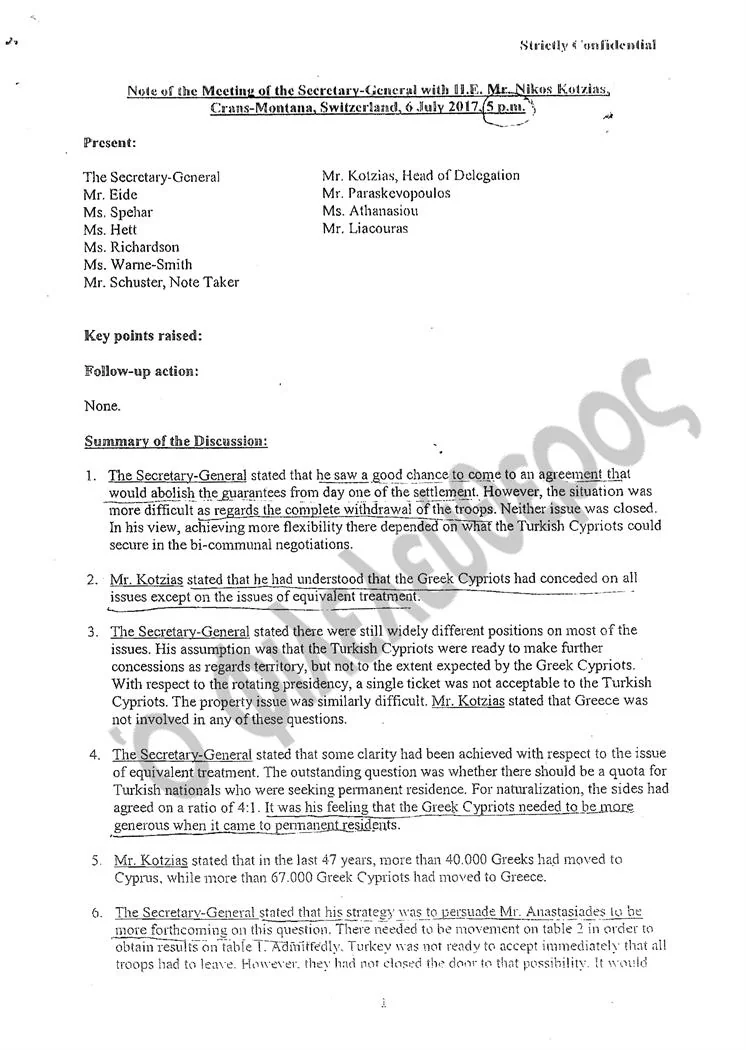 Strictly Confidential
Note of the Meeting of the Secretary-General with H.E. Mr. Nikos Kotzias,
Crans-Montana, Switzerland, 6 July 2017, 5 p.m.
Present:
The Secretary-General
Mr. Eide
Ms. Spehar
Ms. Hett
Ms. Richardson
Ms. Warne-Smith
Mr. Schuster, Note Taker
Mr. Kotzias, Head of Delegation
Mr. Paraskevopoulos
Ms. Athanasiou
Mr. Liacouras
Key points raised:
Follow-up action:
None.
Summary of the Discussion:
1. The Secretary-General stated that he saw a good chance to come to an agreement that
would abolish the guarantees from day one of the settlement. However, the situation was
more difficult as regards the complete withdrawal of the troops. Neither issue was closed.
In his view, achieving more flexibility there depended on what the Turkish Cypriots could
secure in the bi-communal negotiations.
2. Mr. Kotzias stated that he had understood that the Greek Cypriots had conceded on all
issues except on the issues of equivalent treatment.
3. The Secretary-General stated there were still widely different positions on most of the
issues. His assumption was that the Turkish Cypriots were ready to make further
concessions as regards territory, but not to the extent expected by the Greek Cypriots.
With respect to the rotating presidency, a single ticket was not acceptable to the Turkish
Cypriots. The property issue was similarly difficult. Mr. Kotzias stated that Greece was
not involved in any of these questions.
4. The Secretary-General stated that some clarity had been achieved with respect to the issue
of equivalent treatment. The outstanding question was whether there should be a quota for
Turkish nationals who were seeking permanent residence. For naturalization, the sides had
agreed on a ratio of 4:1. It was his feeling that the Greek Cypriots needed to be more
generous when it came to permanent residents.
5. Mr. Kotzias stated that in the last 47 years, more than 40.000 Greeks had moved to
Cyprus, while more than 67.000 Greek Cypriots had moved to Greece.
6. The Secretary-General stated that his strategy was to persuade Mr. Anastasiades to be
more forthcoming on this question. There needed to be movement on table 2 in order to
obtain results on table 1. Admittedly, Turkey was not ready to accept immediately that all
troops had to leave. However, they had not closed the door to that possibility. It would
1
Ο Φιλελεύθερος